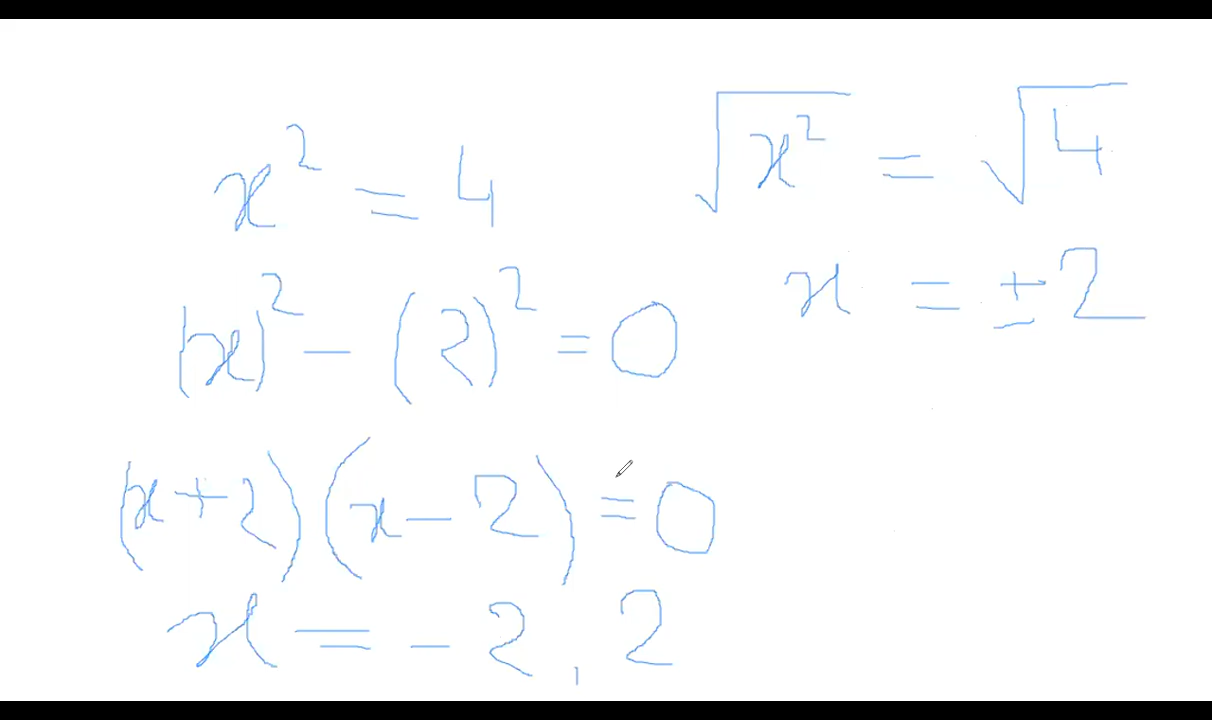 x² = 4
(x)² - (2)² = 0
(x+2)(x-2) = 0
x = -2, 2
√x² = √4
x = ±2